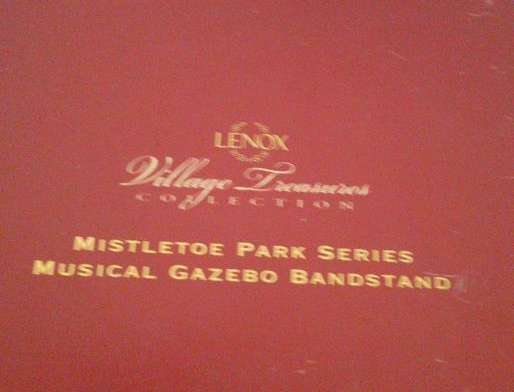 LENOX
Village Treasures
COLLECTION
MISTLETOE PARK SERIES
MUSICAL GAZEBO BANDSTAND